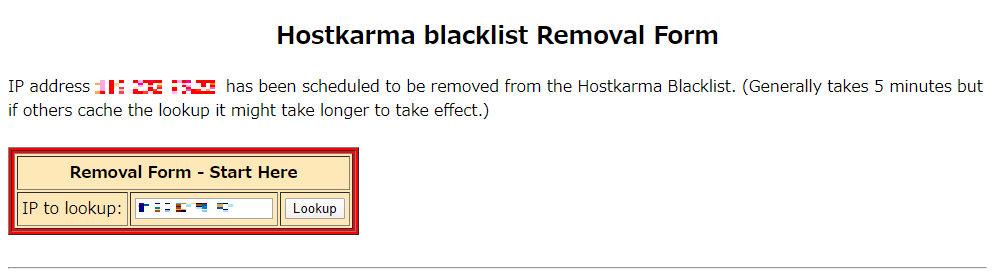 Hostkarma blacklist Removal Form
IP address has been scheduled to be removed from the Hostkarma Blacklist. (Generally takes 5 minutes but
if others cache the lookup it might take longer to take effect.)
Removal Form - Start Here
IP to lookup: Lookup